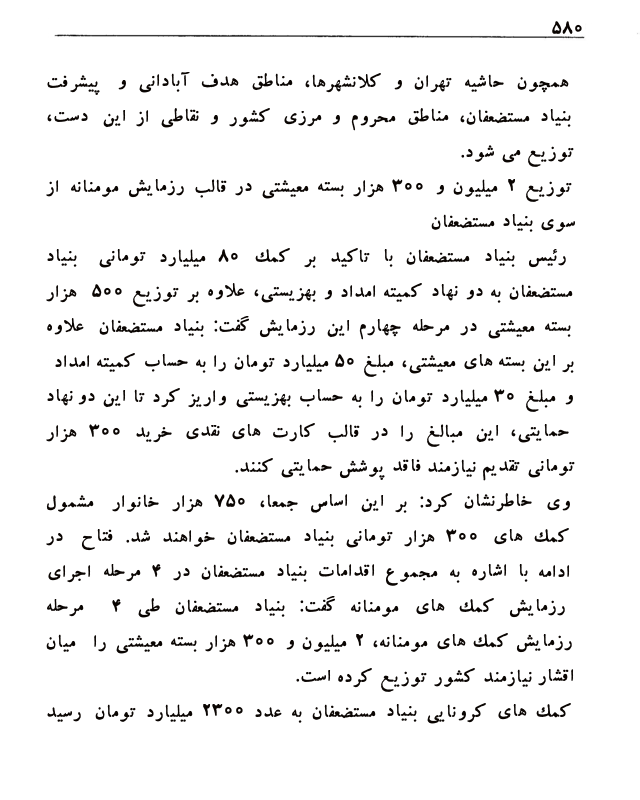 ۵۸۰
همچون حاشیه تهران و کلانشهرها، مناطق هدف آبادانی و پیشرفت
بنیاد مستضعفان، مناطق محروم و مرزی کشور و نقاطی از این دست،
توزیع می شود.
توزیع ۲ میلیون و ۳۰۰ هزار بسته معیشتی در قالب رزمایش مومنانه از
سوی بنیاد مستضعفان
رئیس بنیاد مستضعفان با تاکید بر کمك ۸۰ میلیارد تومانی بنیاد
مستضعفان به دو نهاد کمیته امداد و بهزیستی، علاوه بر توزیع ۵۰۰ هزار
بسته معیشتی در مرحله چهارم این رزمایش گفت: بنیاد مستضعفان علاوه
بر این بسته های معیشتی، مبلغ ۵۰ میلیارد تومان را به حساب کمیته امداد
و مبلغ ۳۰ میلیارد تومان را به حساب بهزیستی واریز کرد تا این دو نهاد
حمایتی، این مبالغ را در قالب کارت های نقدی خرید ۳۰۰ هزار
تومانی تقدیم نیازمند فاقد پوشش حمایتی کنند.
وی خاطرنشان کرد: بر این اساس جمعا، ۷۵۰ هزار خانوار مشمول
کمك های ۳۰۰ هزار تومانی بنیاد مستضعفان خواهند شد. فتاح در
ادامه با اشاره به مجموع اقدامات بنیاد مستضعفان در ۴ مرحله اجرای
رزمایش کمك های مومنانه گفت: بنیاد مستضعفان طی ۴ مرحله
رزمایش کمك های مومنانه، ۲ میلیون و ۳۰۰ هزار بسته معیشتی را میان
اقشار نیازمند کشور توزیع کرده است.
کمك های کرونایی بنیاد مستضعفان به عدد ۲۳۰۰ میلیارد تومان رسید